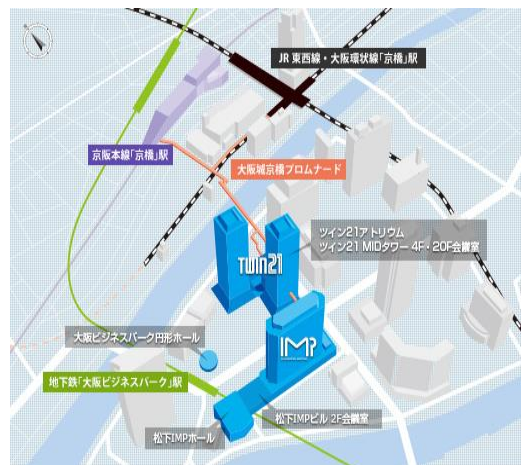 JR 東西線・大阪環状線「京橋」駅
京阪本線「京橋」駅
大阪城京橋プロムナード
ツイン21アトリウム
ツイン21 MIDタワー 4F・20F会議室
TWIN21
大阪ビジネスパーク円形ホール
IMP
地下鉄「大阪ビジネスパーク」駅
松下IMPビル 2F会議室
松下IMPホール